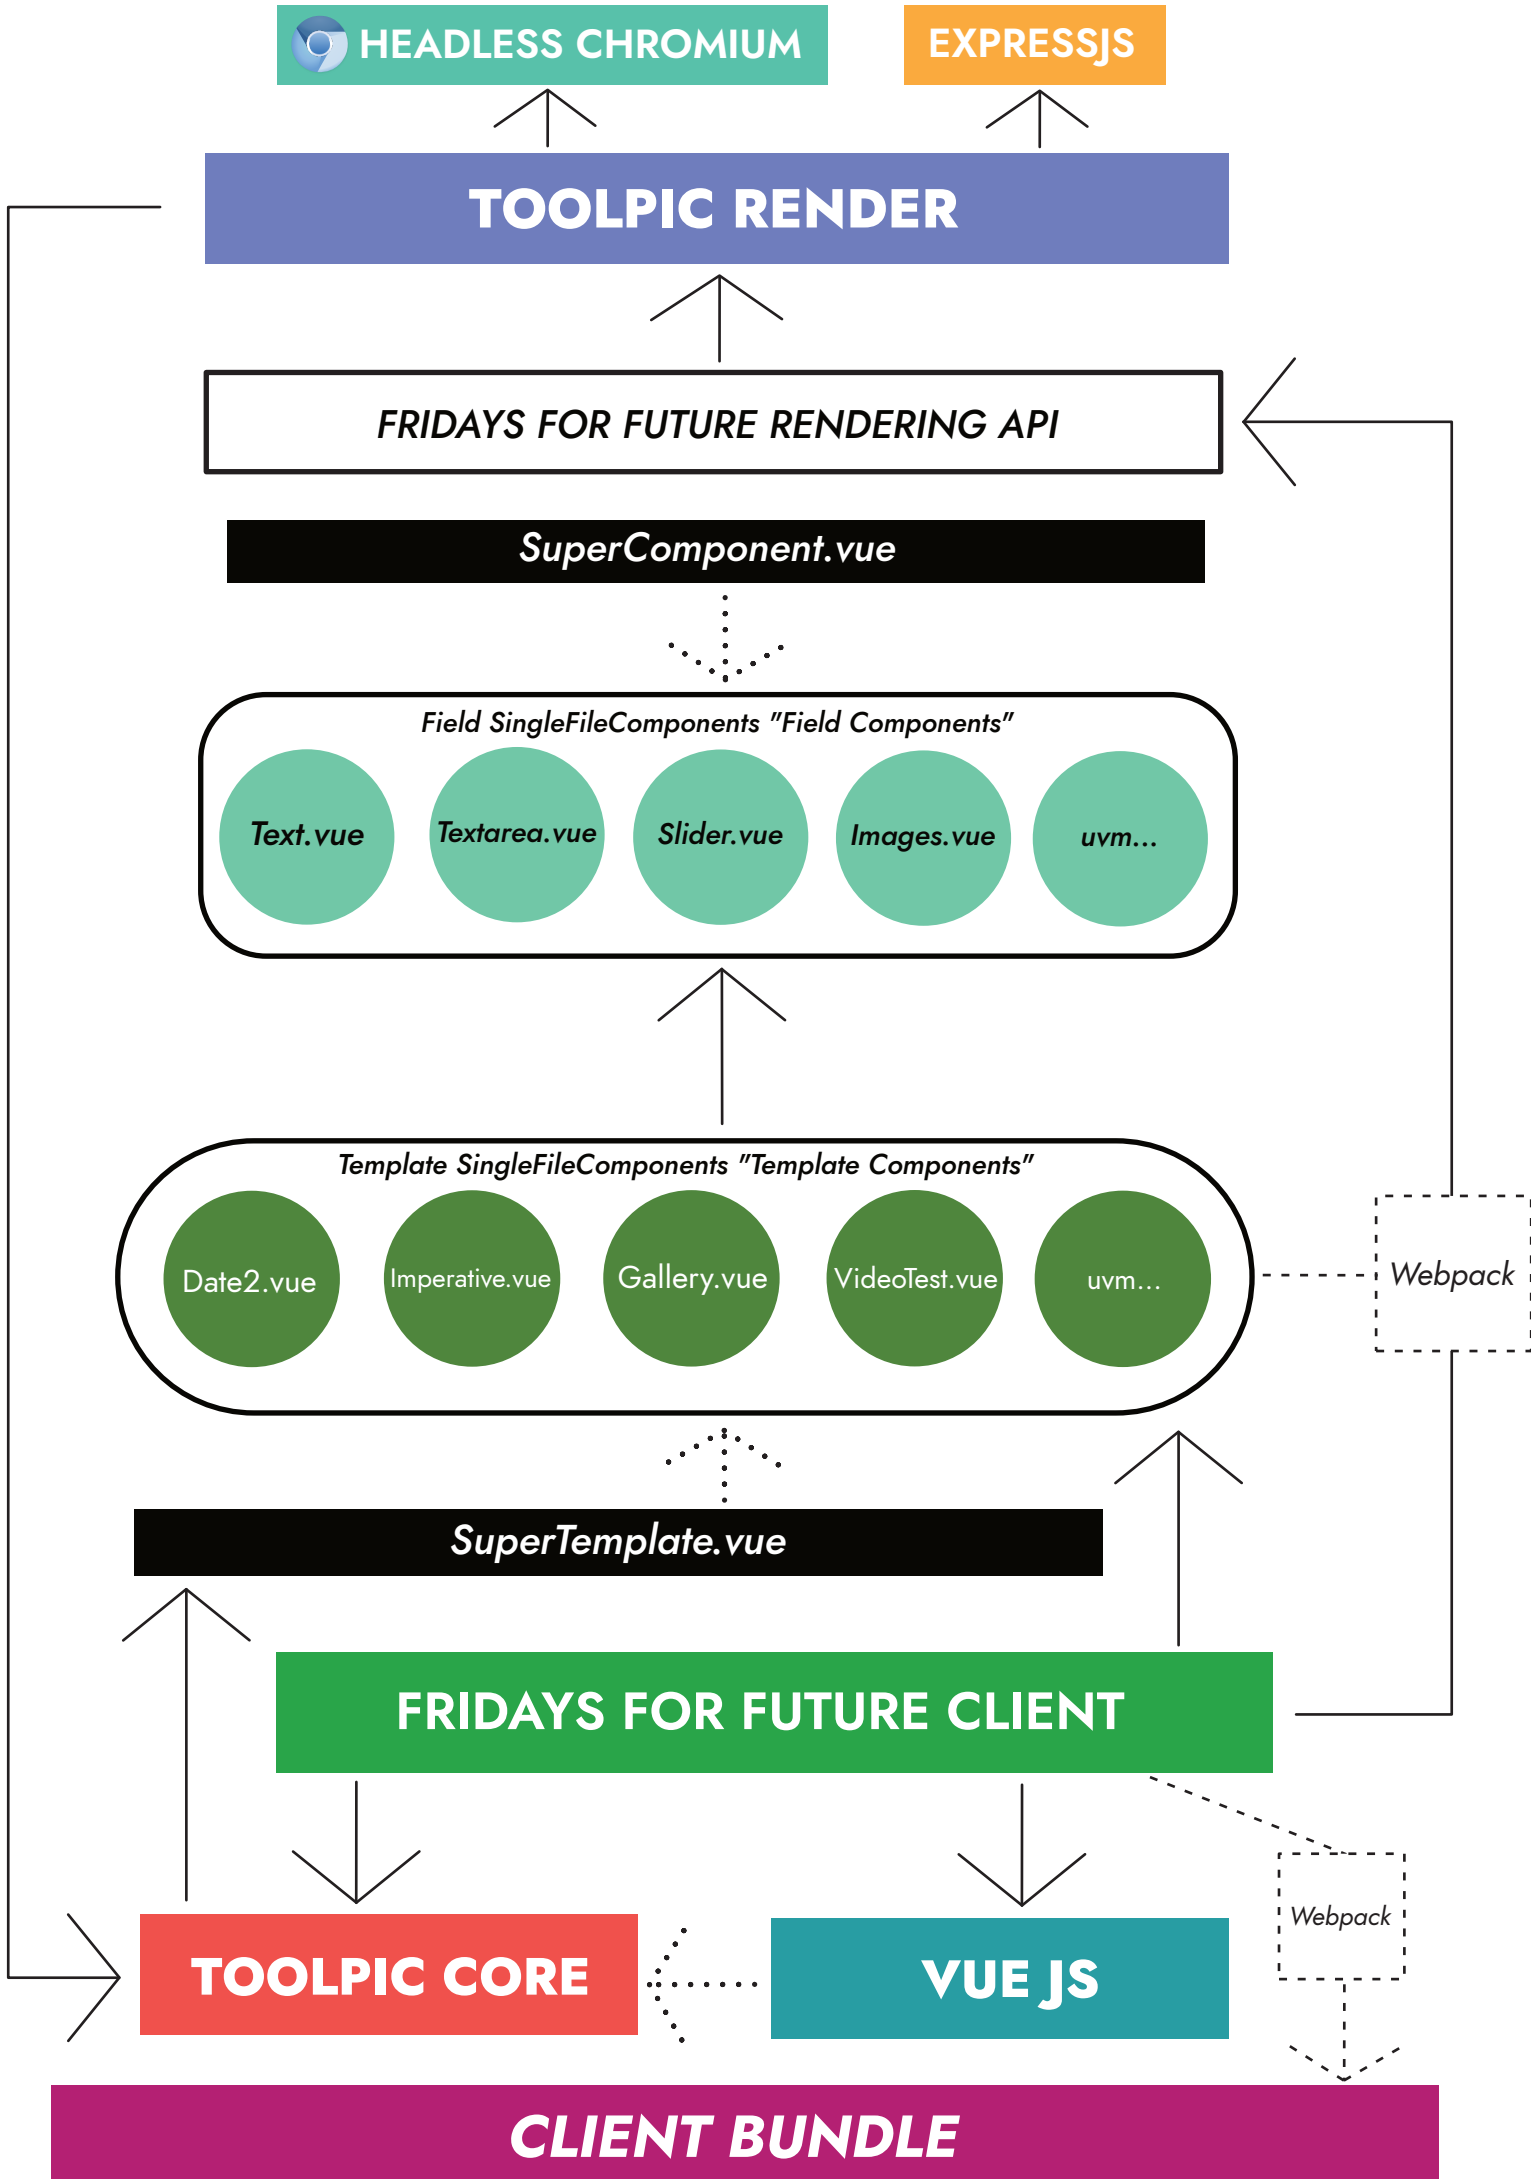 HEADLESS CHROMIUM
EXPRESSJS
TOOLPIC RENDER
FRIDAYS FOR FUTURE RENDERING API
SuperComponent.vue
Field SingleFileComponents "Field Components"
Text.vue
Textarea.vue
Slider.vue
Images.vue
uvm...
Template SingleFileComponents "Template Components"
Date2.vue
Imperative.vue
Gallery.vue
VideoTest.vue
uvm...
Webpack
SuperTemplate.vue
FRIDAYS FOR FUTURE CLIENT
Webpack
TOOLPIC CORE
VUE JS
CLIENT BUNDLE